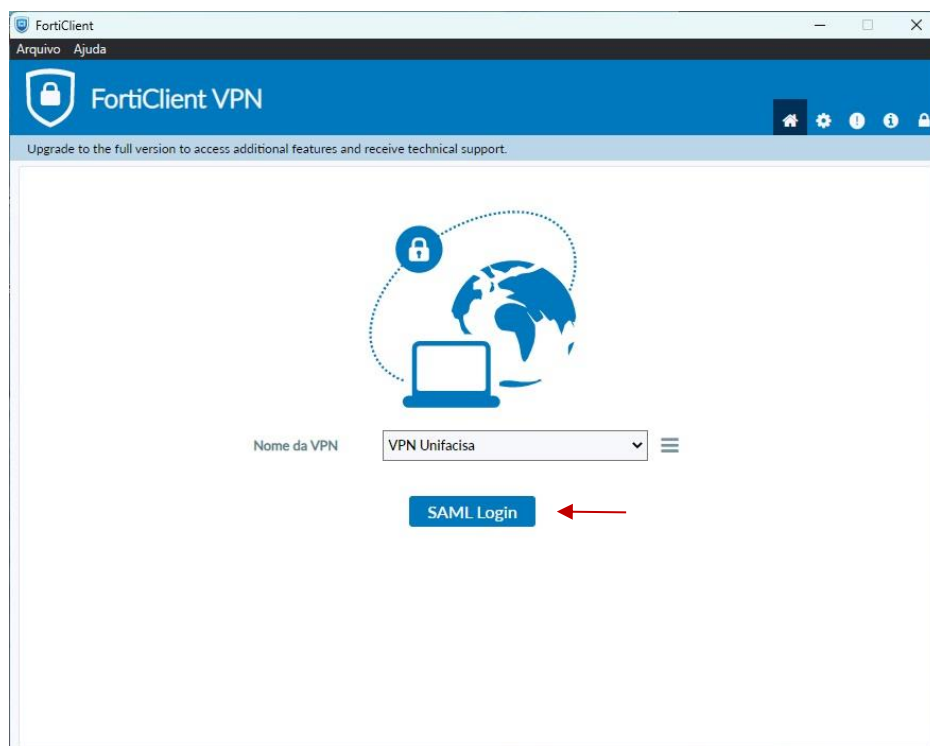 FortiClient
Arquivo Ajuda
FortiClient VPN
Upgrade to the full version to access additional features and receive technical support.
Nome da VPN
VPN Unifacisa
SAML Login